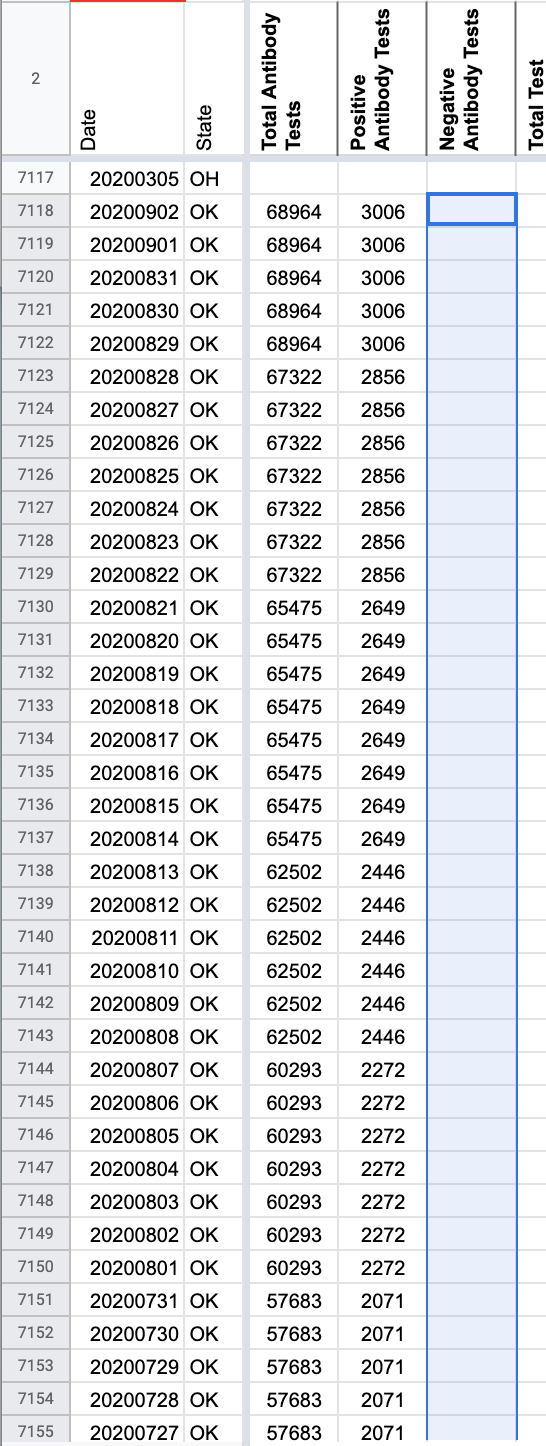 2 Date State Total Antibody Tests Positive Antibody Tests Negative Antibody Tests Total Test
7117 20200305 OH
7118 20200902 OK 68964 3006
7119 20200901 OK 68964 3006
7120 20200831 OK 68964 3006
7121 20200830 OK 68964 3006
7122 20200829 OK 68964 3006
7123 20200828 OK 67322 2856
7124 20200827 OK 67322 2856
7125 20200826 OK 67322 2856
7126 20200825 OK 67322 2856
7127 20200824 OK 67322 2856
7128 20200823 OK 67322 2856
7129 20200822 OK 67322 2856
7130 20200821 OK 65475 2649
7131 20200820 OK 65475 2649
7132 20200819 OK 65475 2649
7133 20200818 OK 65475 2649
7134 20200817 OK 65475 2649
7135 20200816 OK 65475 2649
7136 20200815 OK 65475 2649
7137 20200814 OK 65475 2649
7138 20200813 OK 62502 2446
7139 20200812 OK 62502 2446
7140 20200811 OK 62502 2446
7141 20200810 OK 62502 2446
7142 20200809 OK 62502 2446
7143 20200808 OK 62502 2446
7144 20200807 OK 60293 2272
7145 20200806 OK 60293 2272
7146 20200805 OK 60293 2272
7147 20200804 OK 60293 2272
7148 20200803 OK 60293 2272
7149 20200802 OK 60293 2272
7150 20200801 OK 60293 2272
7151 20200731 OK 57683 2071
7152 20200730 OK 57683 2071
7153 20200729 OK 57683 2071
7154 20200728 OK 57683 2071
7155 20200727 OK 57683 2071